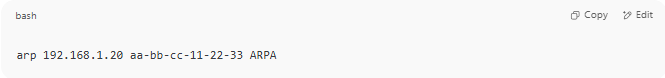 bash
Copy
Edit
arp 192.168.1.20 aa-bb-cc-11-22-33 ARPA